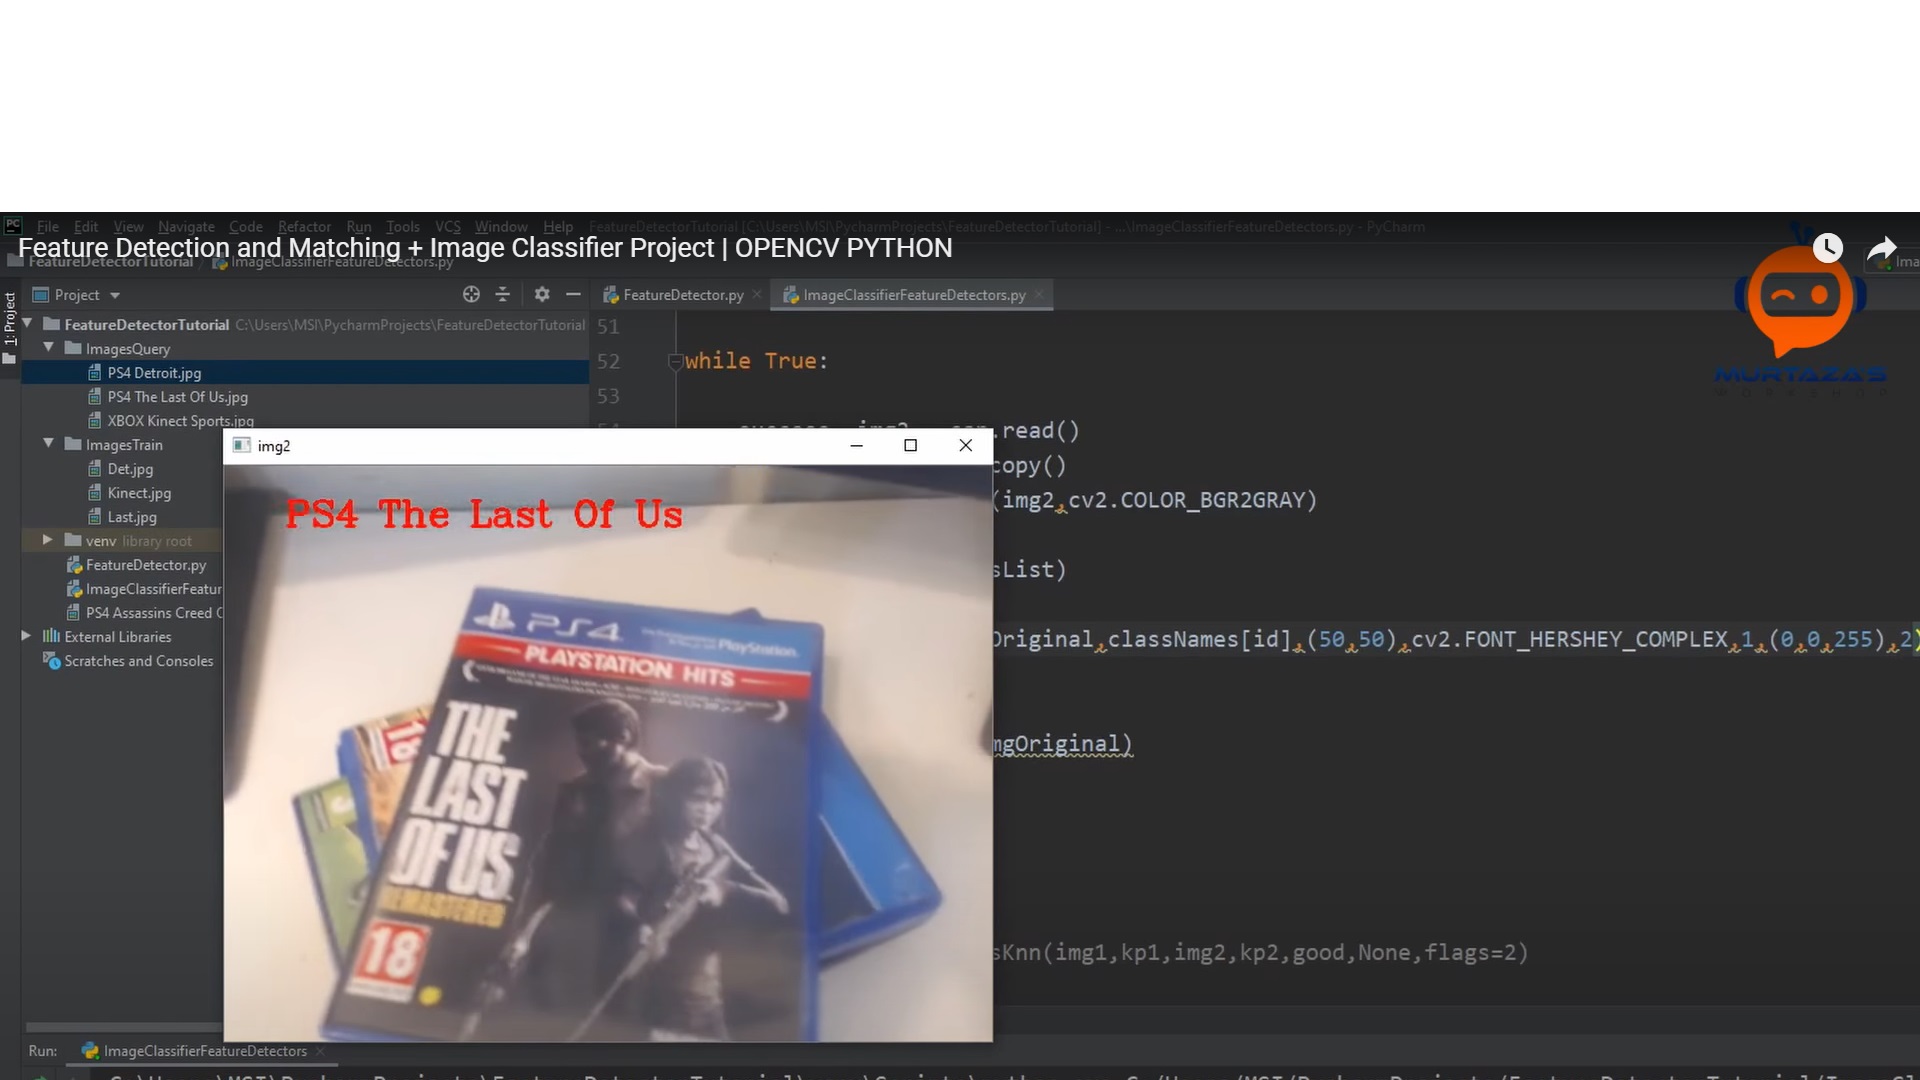 File Edit View Navigate Code Refactor Run Tools VCS Window Help FeatureDetectorTutorial [C:\Users\MSI\PycharmProjects\FeatureDetectorTutorial] - ...\ImageClassifierFeatureDetectors.py - PyCharm
Feature Detection and Matching + Image Classifier Project | OPENCV PYTHON
FeatureDetectorTutorial ImageClassifierFeatureDetectors.py
Project
1: Project
FeatureDetector.py
ImageClassifierFeatureDetectors.py
FeatureDetectorTutorial C:\Users\MSI\PycharmProjects\FeatureDetectorTutorial
ImagesQuery
PS4 Detroit.jpg
PS4 The Last Of Us.jpg
XBOX Kinect Sports.jpg
ImagesTrain
Det.jpg
Kinect.jpg
Last.jpg
venv library root
FeatureDetector.py
ImageClassifierFeatur
PS4 Assassins Creed
External Libraries
Scratches and Consoles
MURTAZA'S
WORKSHOP
51
52 while True:
53
.read()
copy()
(img2,cv2.COLOR_BGR2GRAY)
sList)
Original,classNames[id],(50,50),cv2.FONT_HERSHEY_COMPLEX,1,(0,0,255),2)
mgOriginal)
sKnn(img1,kp1,img2,kp2,good,None,flags=2)
img2
PS4 The Last Of Us
PS4
PlayStation
PLAYSTATION HITS
THE
LAST
OF US
REMASTERED
18
18
Run: ImageClassifierFeatureDetectors